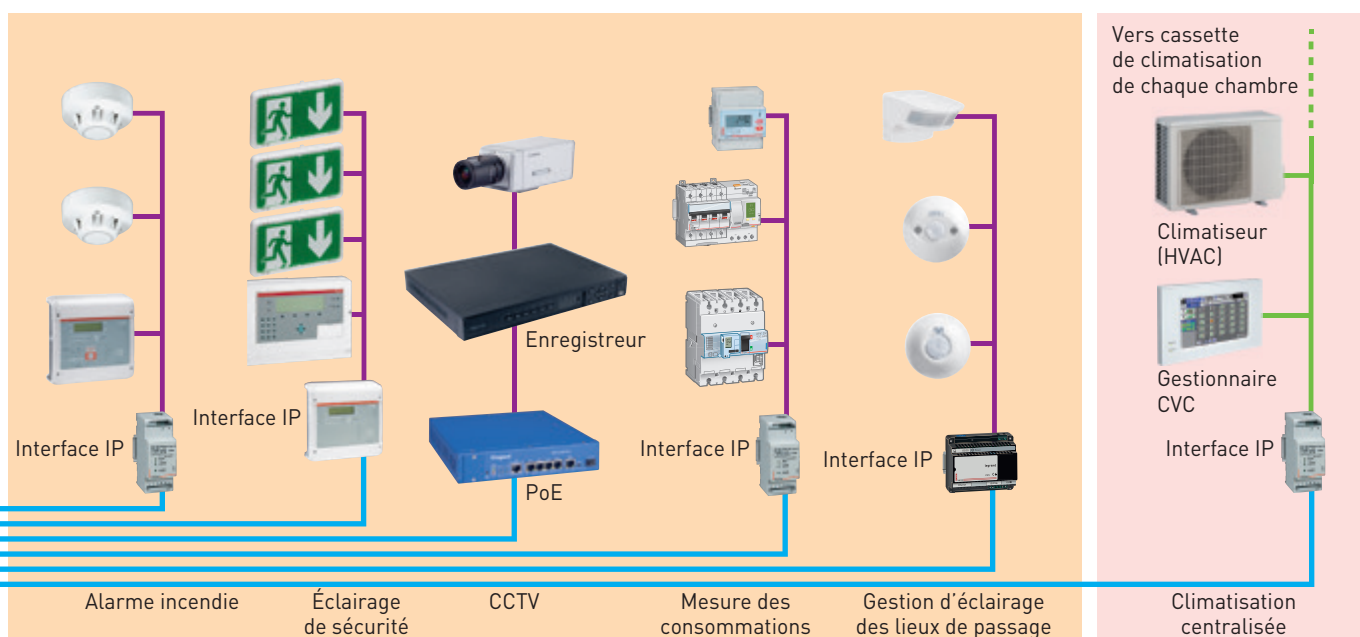 Vers cassette
de climatisation
de chaque chambre
Climatiseur
(HVAC)
Enregistreur
Gestionnaire
CVC
Interface IP
Interface IP
PoE
Interface IP
Interface IP
Interface IP
Alarme incendie
Éclairage
de sécurité
CCTV
Mesure des
consommations
Gestion d'éclairage
des lieux de passage
Climatisation
centralisée